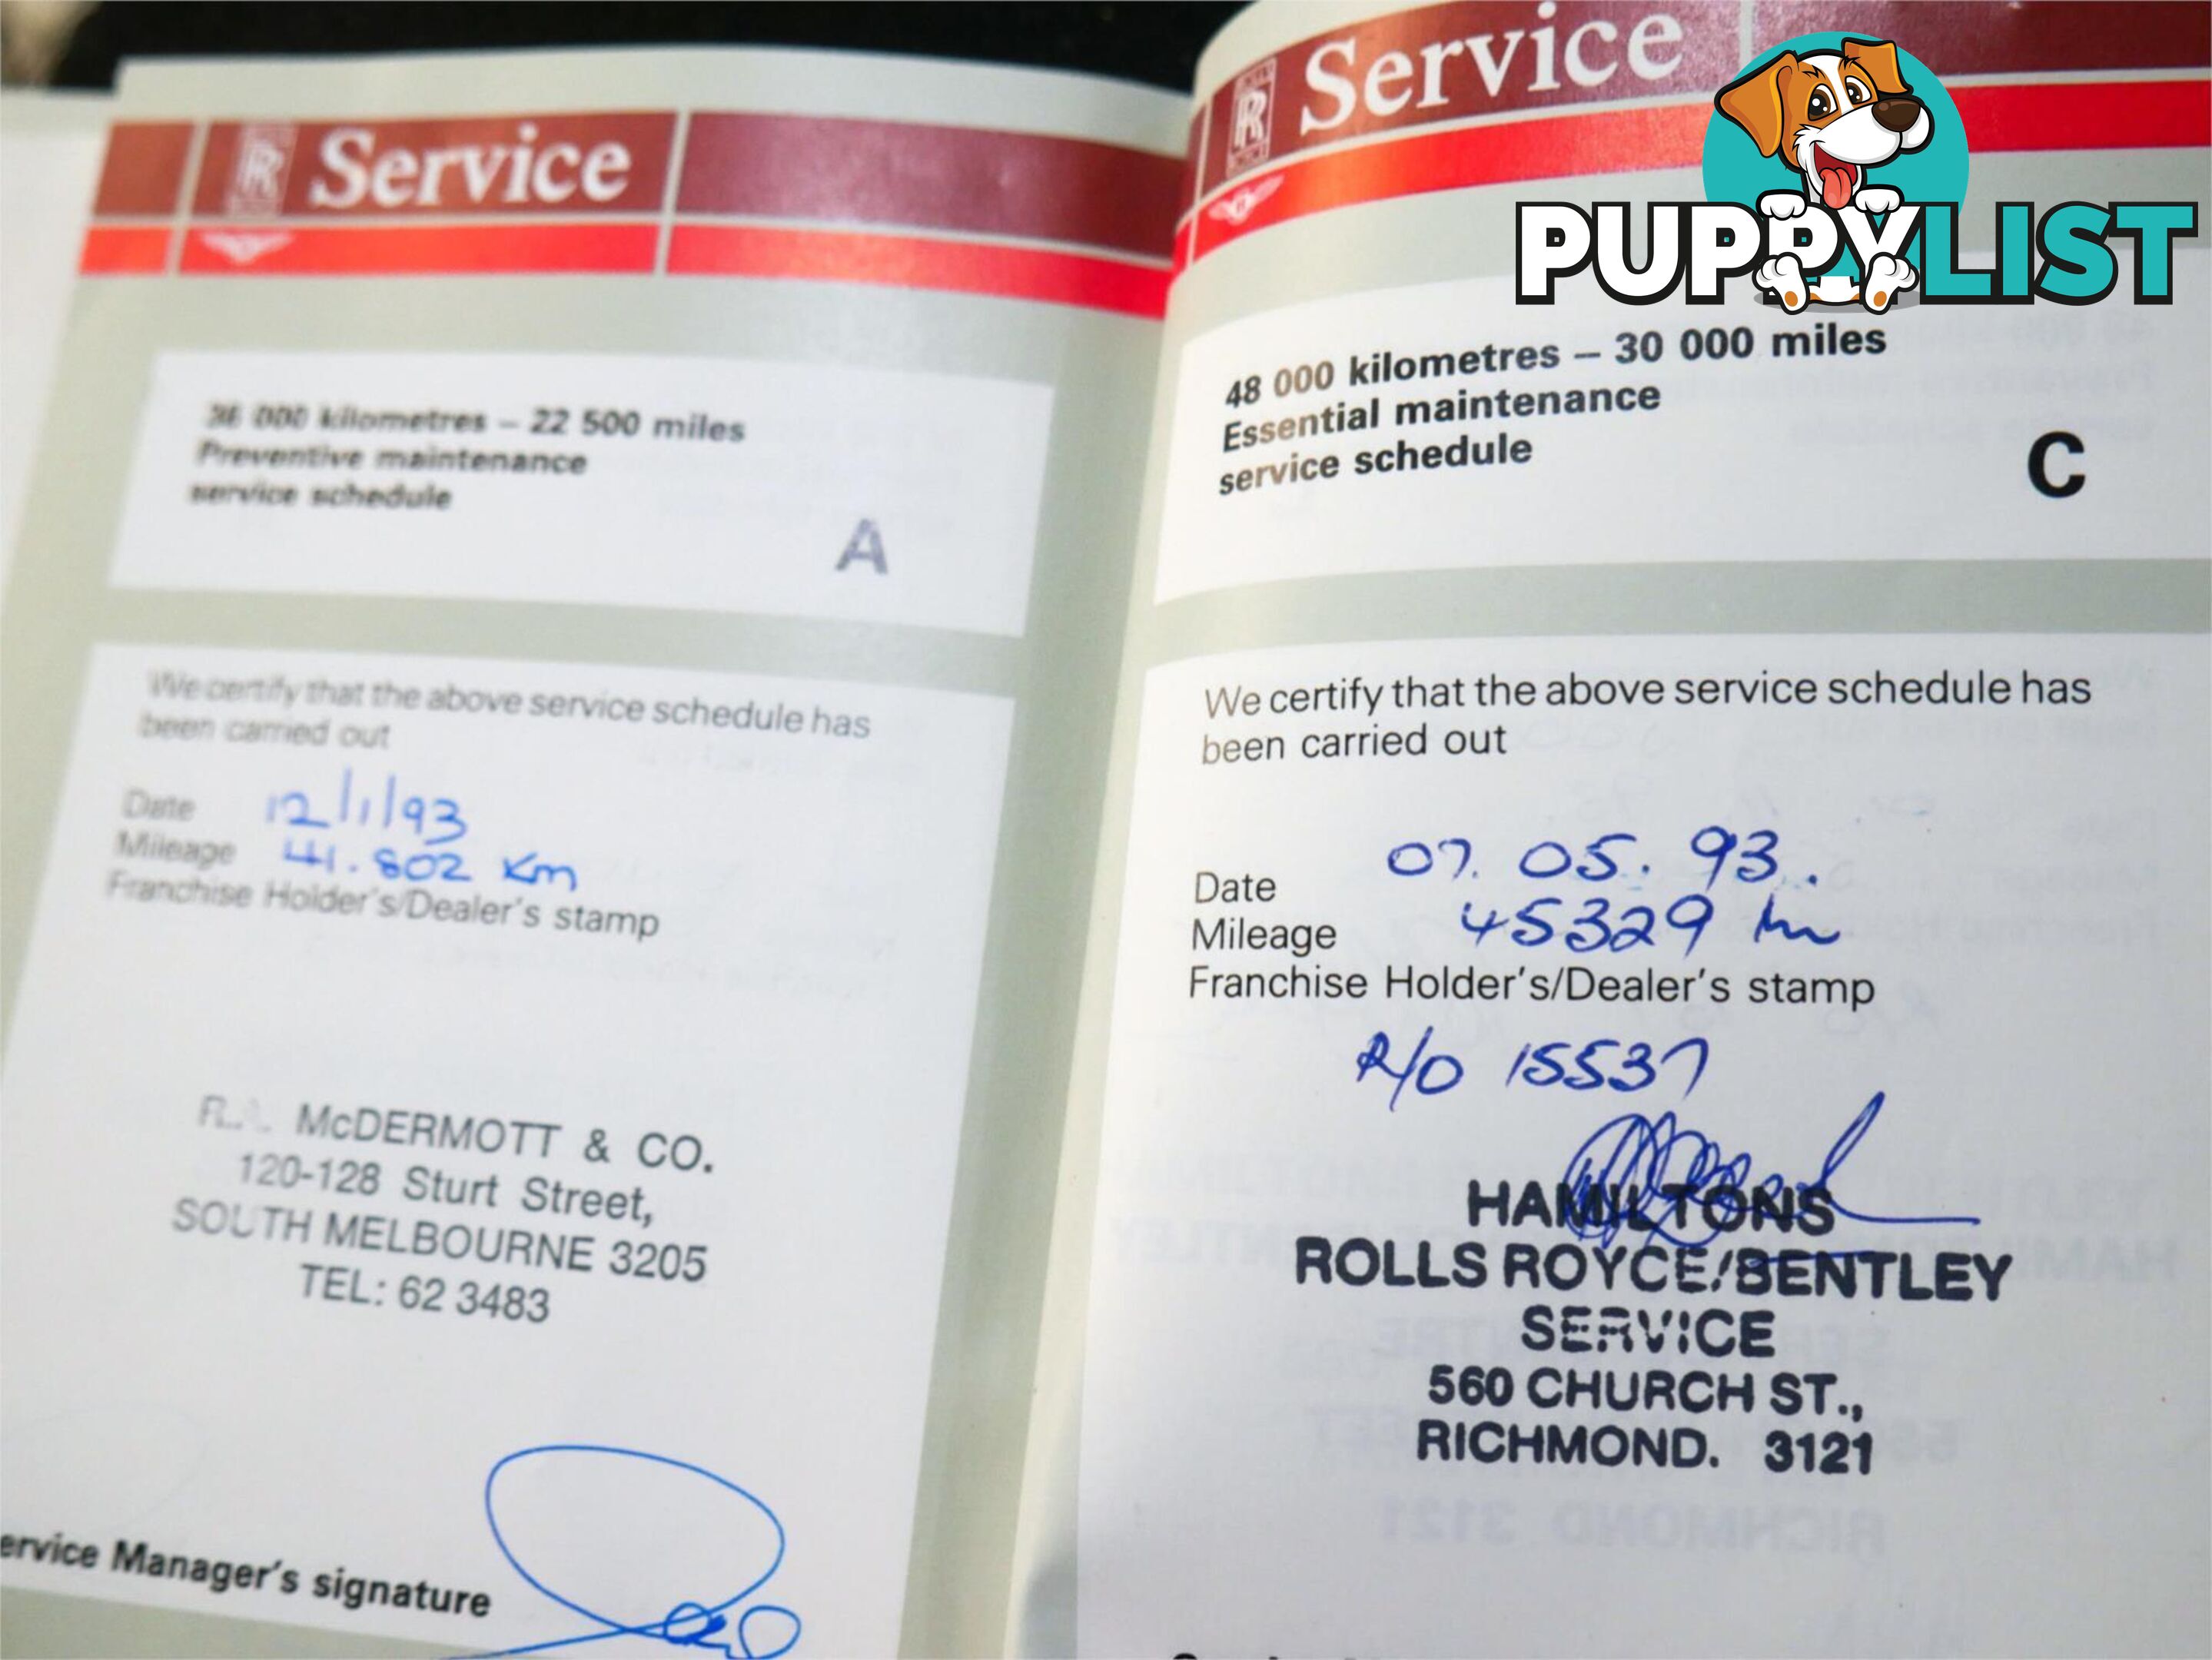 Service
36 000 kilometres – 22 500 miles
Preventive maintenance
service schedule
A
We certify that the above service schedule has
been carried out
Date 12/1/93
Mileage 41.802 Km
Franchise Holder's/Dealer's stamp
McDERMOTT & CO.
120-128 Sturt Street,
SOUTH MELBOURNE 3205
TEL: 62 3483
ervice Manager's signature
Service
PUPPYLIST
48 000 kilometres – 30 000 miles
Essential maintenance
service schedule
C
We certify that the above service schedule has
been carried out
Date 07.05.93.
Mileage 45329 km
Franchise Holder's/Dealer's stamp
R/O 15537
HAMILTONS
ROLLS ROYCE/BENTLEY
SERVICE
560 CHURCH ST.,
RICHMOND. 3121